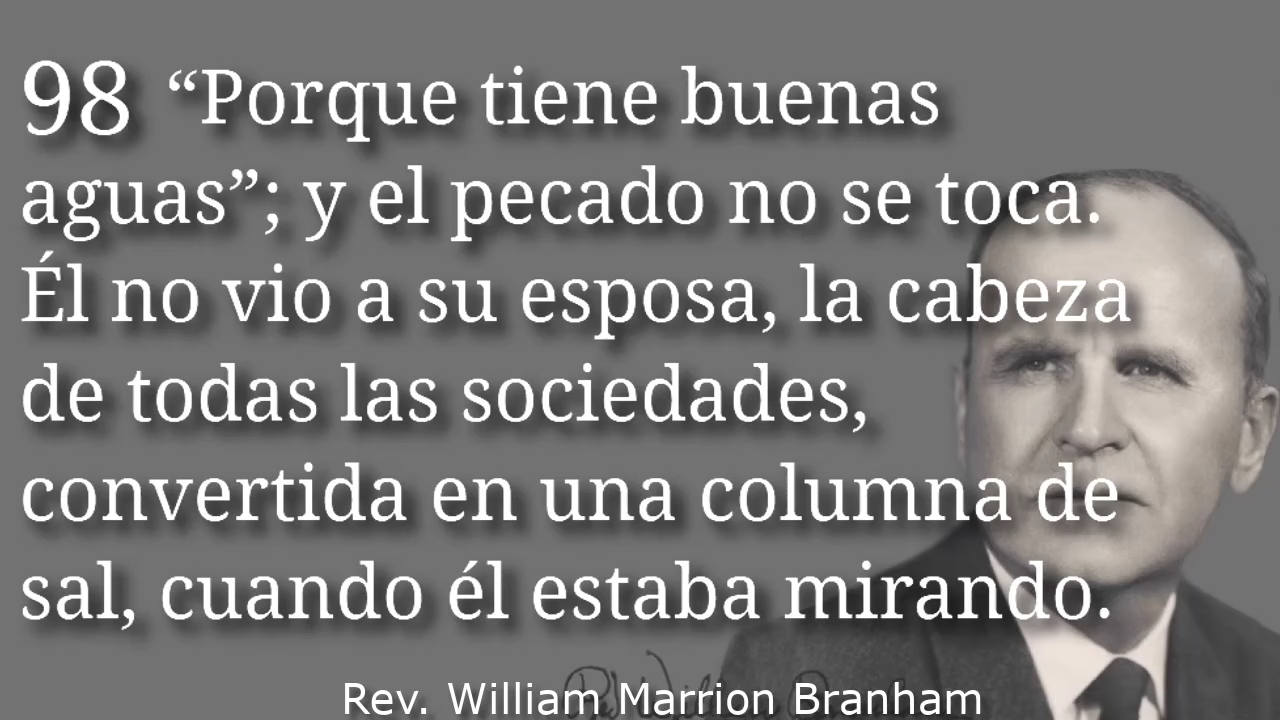 98 “Porque tiene buenas
aguas”; y el pecado no se toca.
Él no vio a su esposa, la cabeza
de todas las sociedades,
convertida en una columna de
sal, cuando él estaba mirando.
Rev. William Marrion Branham